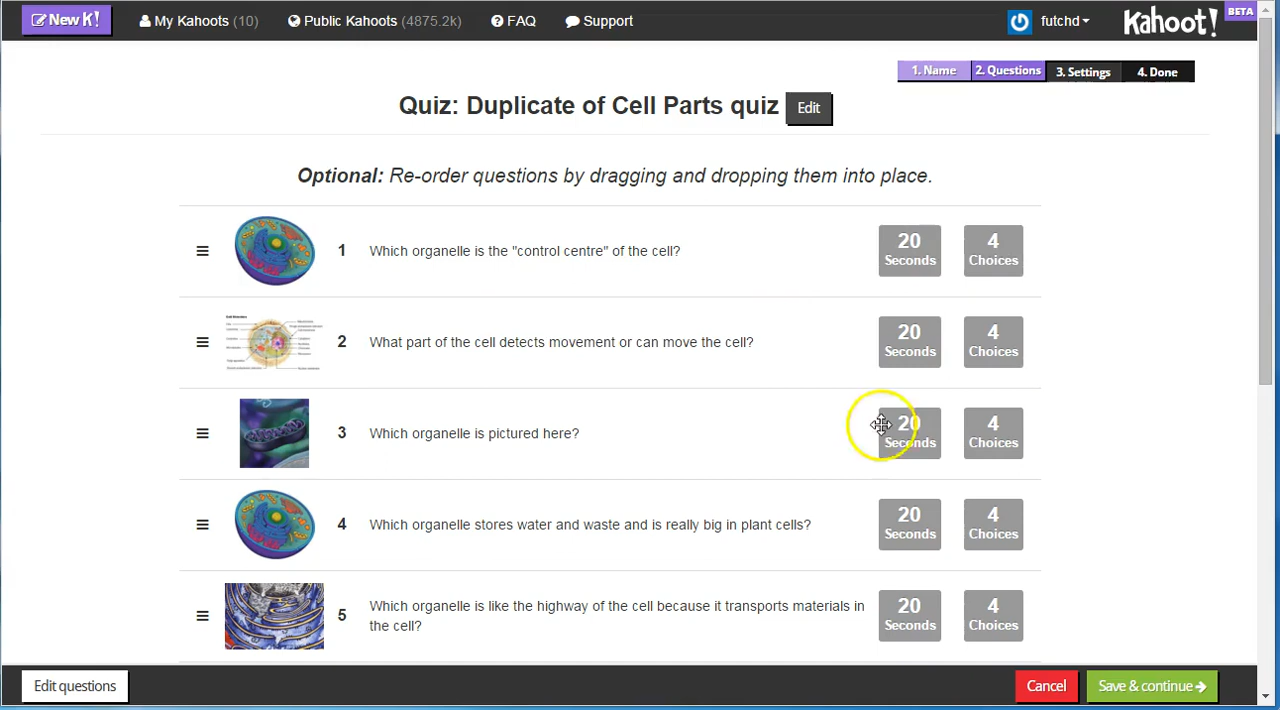 New K! My Kahoots (10) Public Kahoots (4875.2k) FAQ Support futchd Kahoot! BETA
1. Name 2. Questions 3. Settings 4. Done
Quiz: Duplicate of Cell Parts quiz Edit
Optional: Re-order questions by dragging and dropping them into place.
1 Which organelle is the "control centre" of the cell? 20 Seconds 4 Choices
2 What part of the cell detects movement or can move the cell? 20 Seconds 4 Choices
3 Which organelle is pictured here? 20 Seconds 4 Choices
4 Which organelle stores water and waste and is really big in plant cells? 20 Seconds 4 Choices
5 Which organelle is like the highway of the cell because it transports materials in
the cell? 20 Seconds 4 Choices
Edit questions Cancel Save & continue